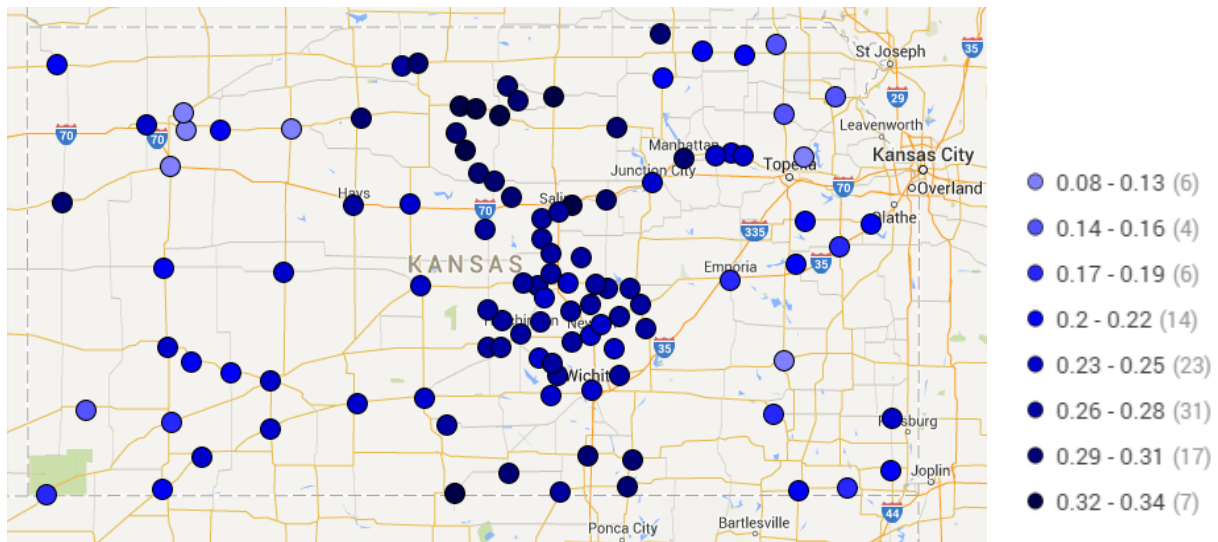 St Joseph
35
29
Leavenworth
70
70
Manhattan
Kansas City
Junction City
Topeka
70
Overland
Hays
70
Olathe
335
KANSAS
Emporia
35
35
Wichita
Joplin
44
Bartlesville
Ponca City
0.08 - 0.13 (6)
0.14 - 0.16 (4)
0.17 - 0.19 (6)
0.2 - 0.22 (14)
0.23 - 0.25 (23)
0.26 - 0.28 (31)
0.29 - 0.31 (17)
0.32 - 0.34 (7)